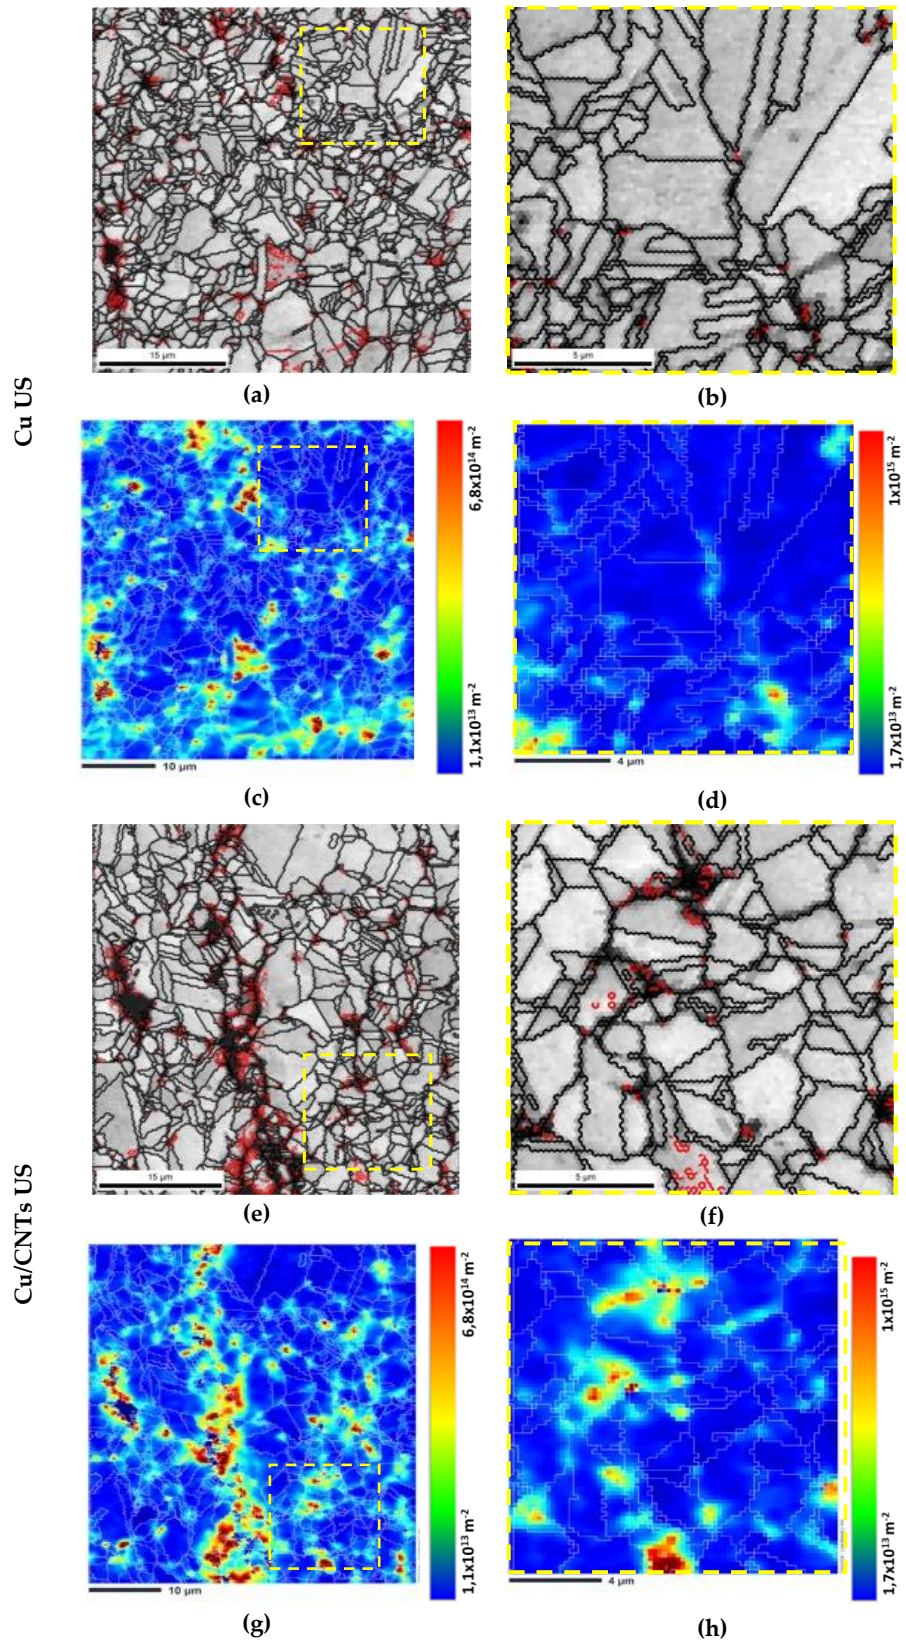 Cu US
15 µm
(a)
5 µm
(b)
6,8x10¹⁴ m⁻²
1,1x10¹³ m⁻²
10 µm
(c)
1x10¹⁵ m⁻²
1,7x10¹³ m⁻²
4 µm
(d)
Cu/CNTs US
15 µm
(e)
5 µm
(f)
6,8x10¹⁴ m⁻²
1,1x10¹³ m⁻²
10 µm
(g)
1x10¹⁵ m⁻²
1,7x10¹³ m⁻²
4 µm
(h)